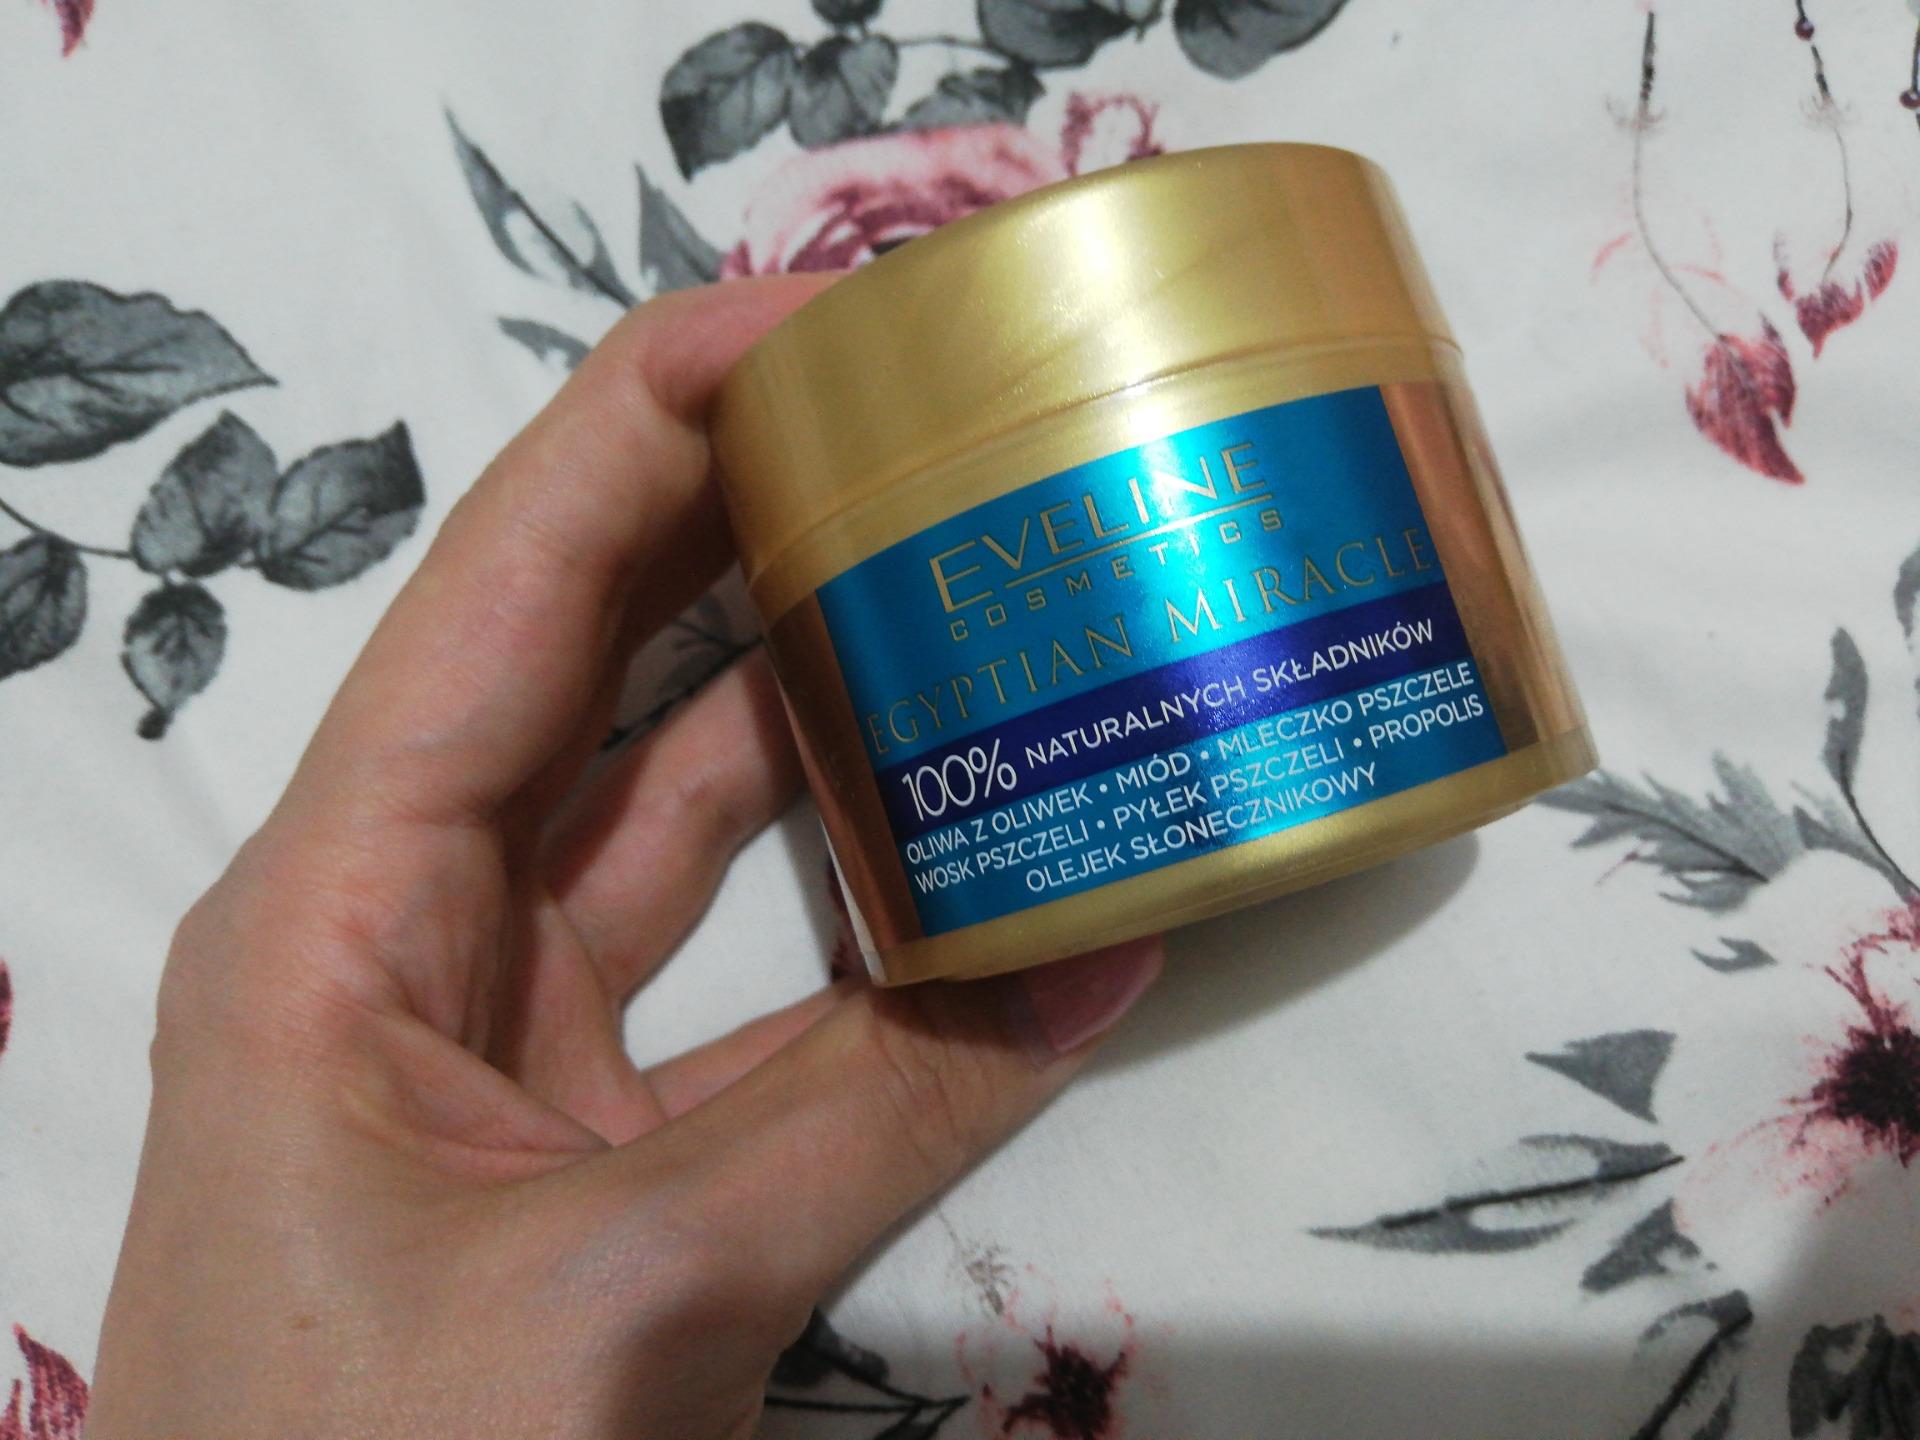 EVELINE
COSMETICS
EGYPTIAN MIRACLE
100% NATURALNYCH SKŁADNIKÓW
OLIWA Z OLIWEK • MIÓD • MLECZKO PSZCZELE
WOSK PSZCZELI • PYŁEK PSZCZELI • PROPOLIS
OLEJEK SŁONECZNIKOWY